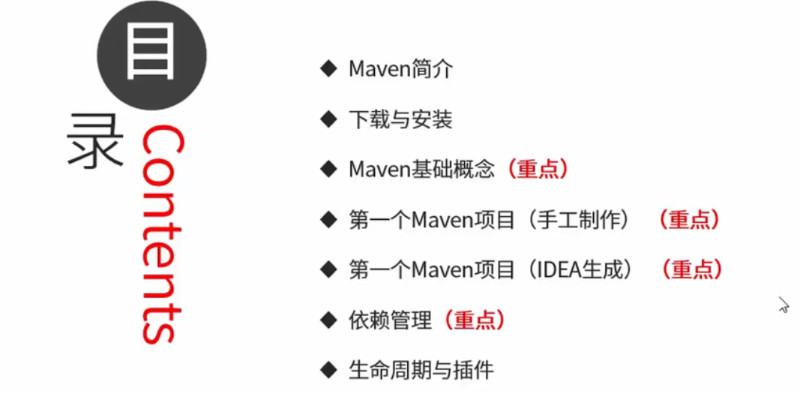 目
录
Contents
◆ Maven简介
◆ 下载与安装
◆ Maven基础概念（重点）
◆ 第一个Maven项目（手工制作）（重点）
◆ 第一个Maven项目（IDEA生成）（重点）
◆ 依赖管理（重点）
◆ 生命周期与插件